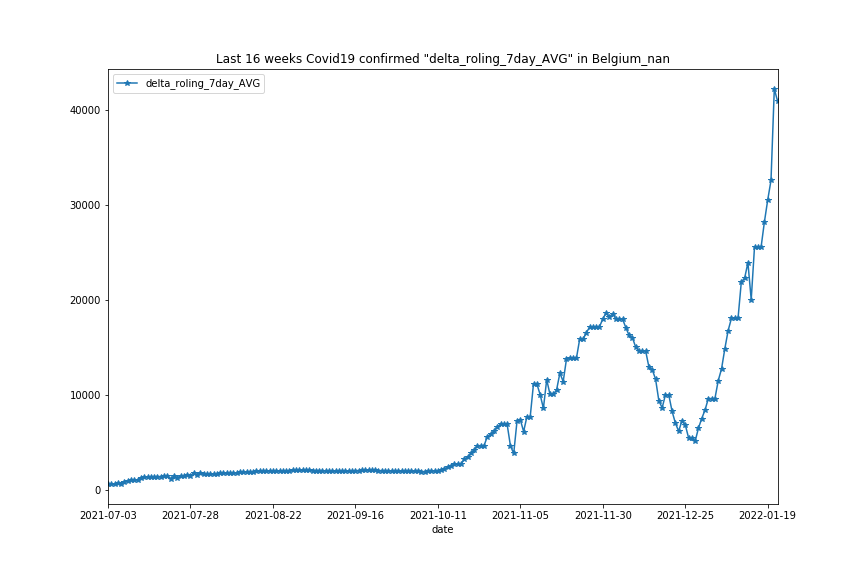 Last 16 weeks Covid19 confirmed "delta_roling_7day_AVG" in Belgium_nan
delta_roling_7day_AVG
40000
30000
20000
10000
0
2021-07-03 2021-07-28 2021-08-22 2021-09-16 2021-10-11 2021-11-05 2021-11-30 2021-12-25 2022-01-19
date